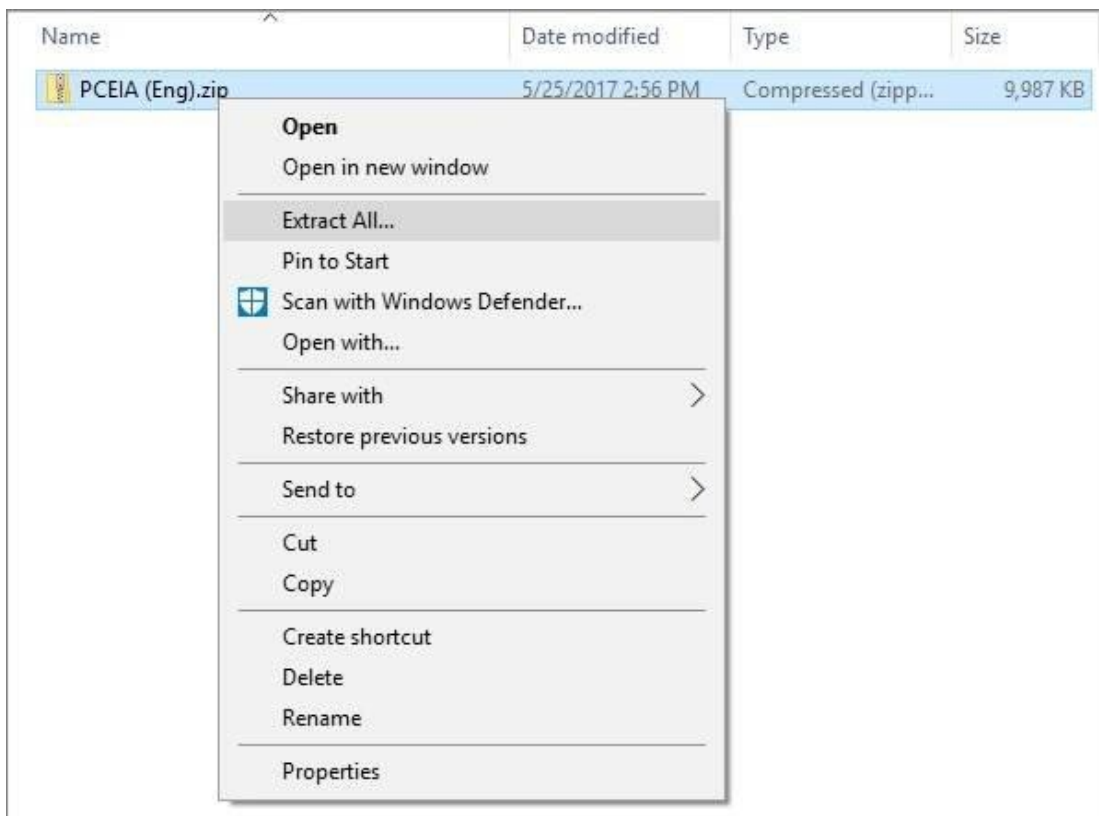 Name Date modified Type Size
PCEIA (Eng).zip 5/25/2017 2:56 PM Compressed (zipp... 9,987 KB
Open
Open in new window
Extract All...
Pin to Start
Scan with Windows Defender...
Open with...
Share with
Restore previous versions
Send to
Cut
Copy
Create shortcut
Delete
Rename
Properties